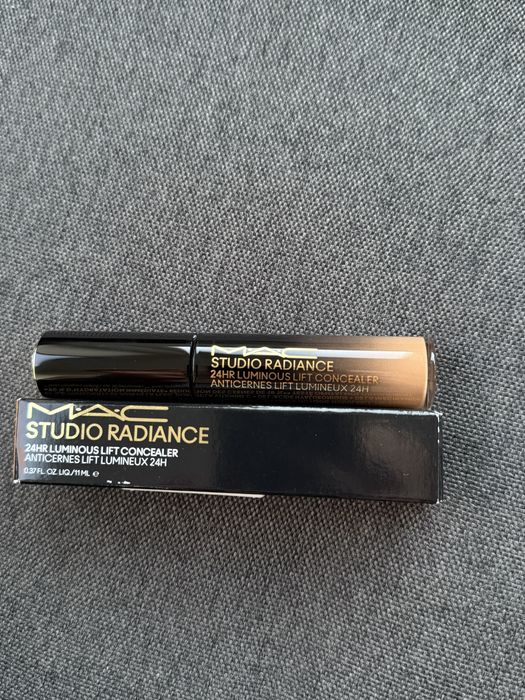 MAC
STUDIO RADIANCE
24HR LUMINOUS LIFT CONCEALER
ANTICERNES LIFT LUMINEUX 24H
MAC
STUDIO RADIANCE
24HR LUMINOUS LIFT CONCEALER
ANTICERNES LIFT LUMINEUX 24H
0.37 FL. OZ. LIQ./11 ML ℮